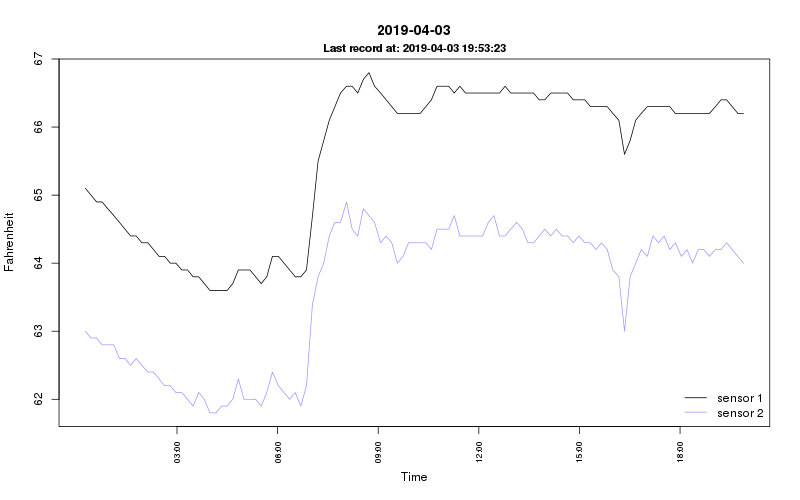 2019-04-03
Last record at: 2019-04-03 19:53:23
Fahrenheit
67
66
65
64
63
62
03:00
06:00
09:00
12:00
15:00
18:00
Time
sensor 1
sensor 2